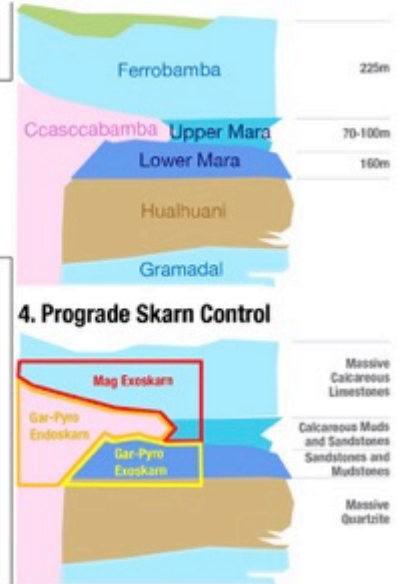 Ferrobamba
225m
Ccasccabamba
Upper Mara
70-100m
Lower Mara
160m
Hualhuani
Gramadal
4. Prograde Skarn Control
Mag Exoskarn
Massive
Calcareous
Limestones
Gar-Pyro
Endoskarn
Calcareous Muds
and Sandstones
Gar-Pyro
Exoskarn
Sandstones and
Mudstones
Massive
Quartzite